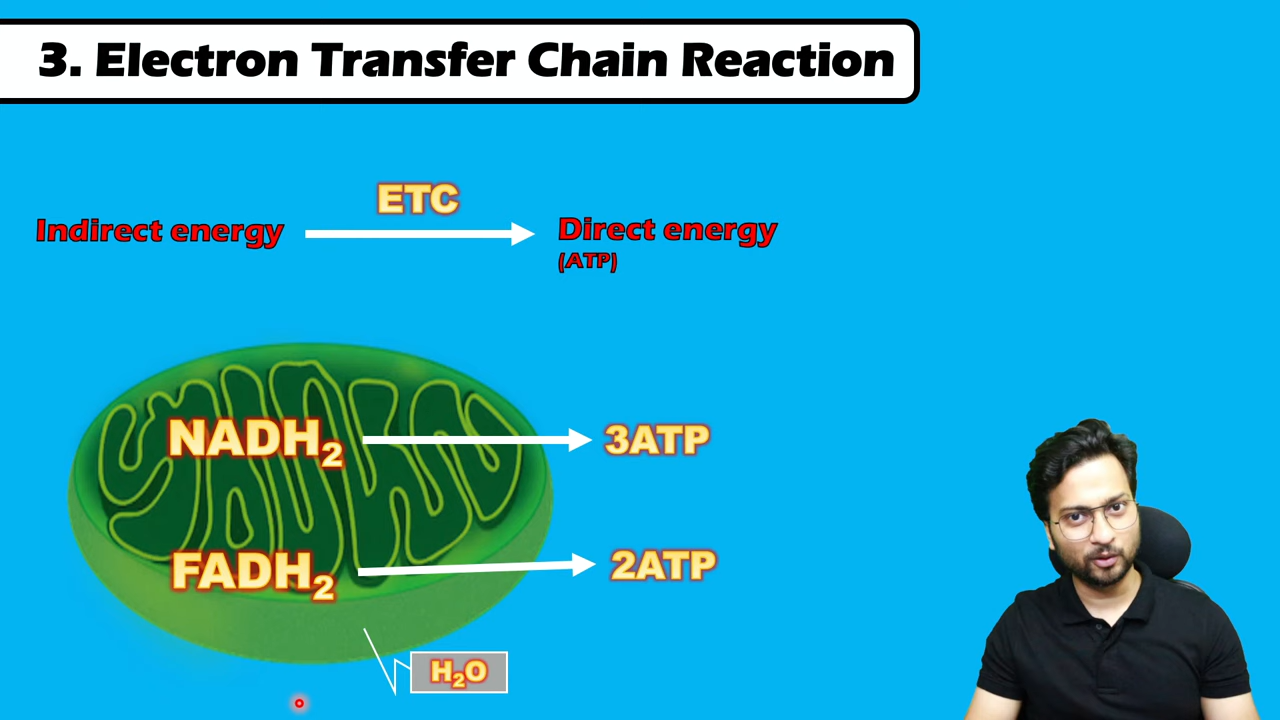 3. Electron Transfer Chain Reaction
ETC
Indirect energy
Direct energy
(ATP)
NADH₂
3ATP
FADH₂
2ATP
H₂O